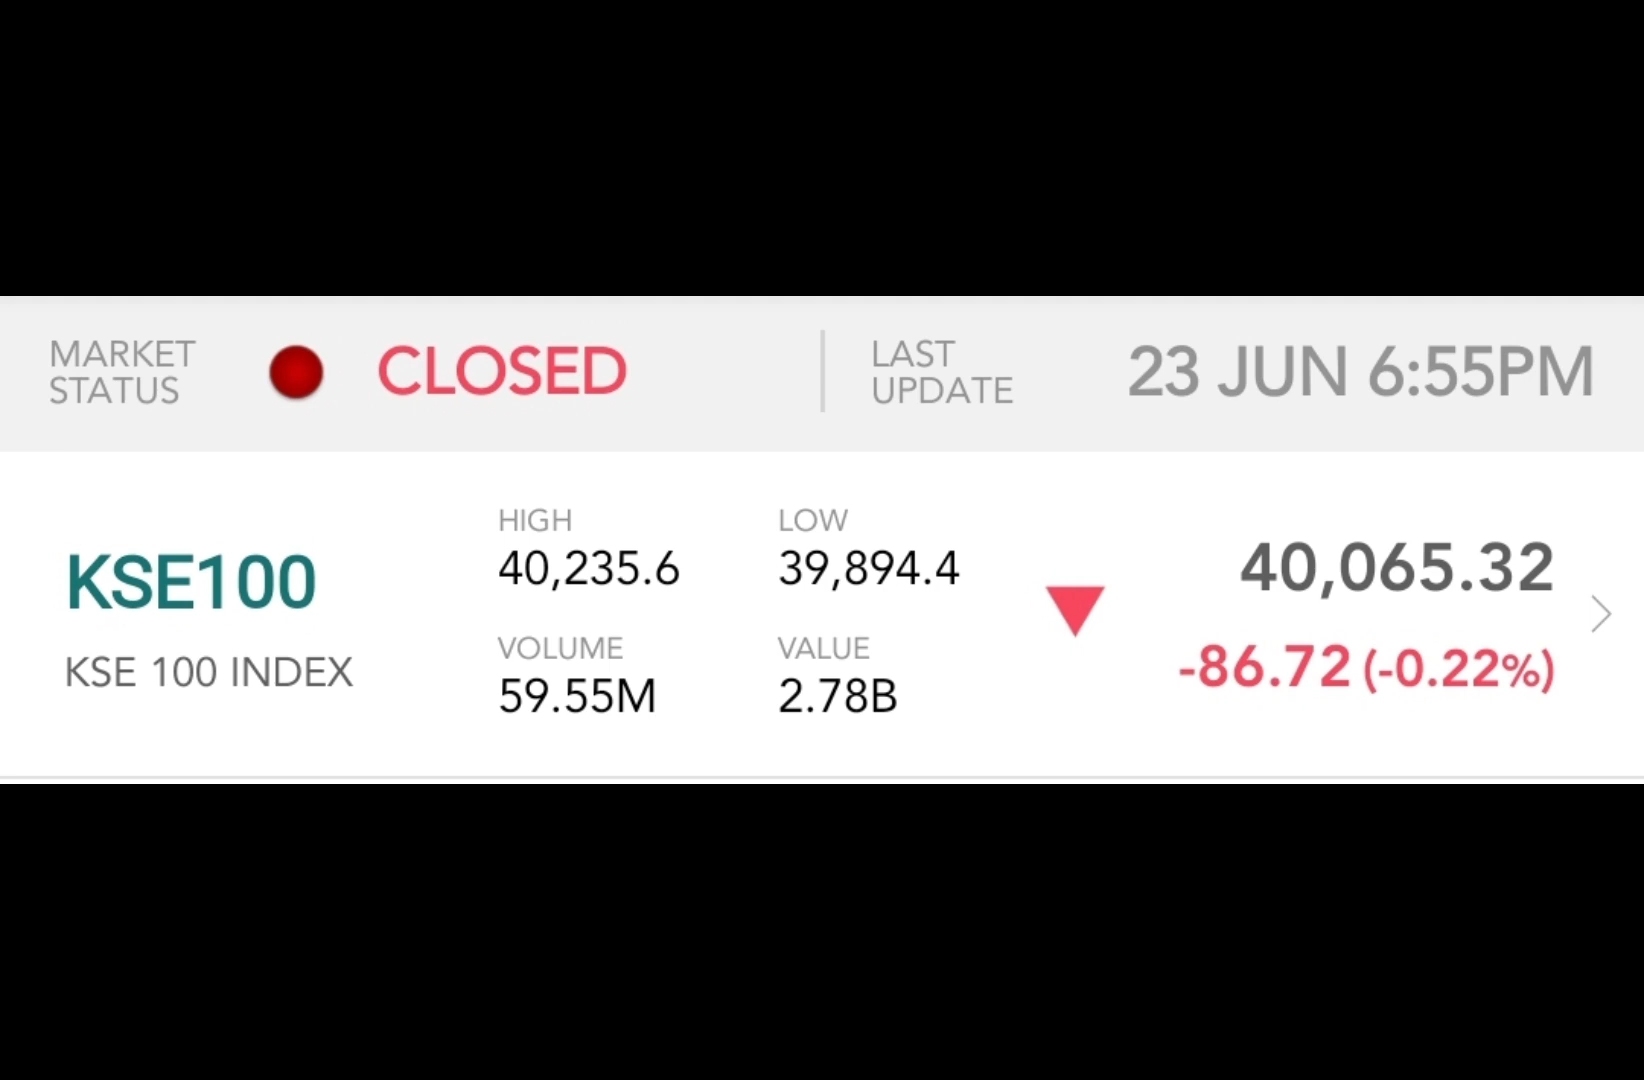 MARKET
STATUS
CLOSED
LAST
UPDATE
23 JUN 6:55PM
KSE100
KSE 100 INDEX
HIGH
40,235.6
LOW
39,894.4
VOLUME
59.55M
VALUE
2.78B
40,065.32
-86.72 (-0.22%)